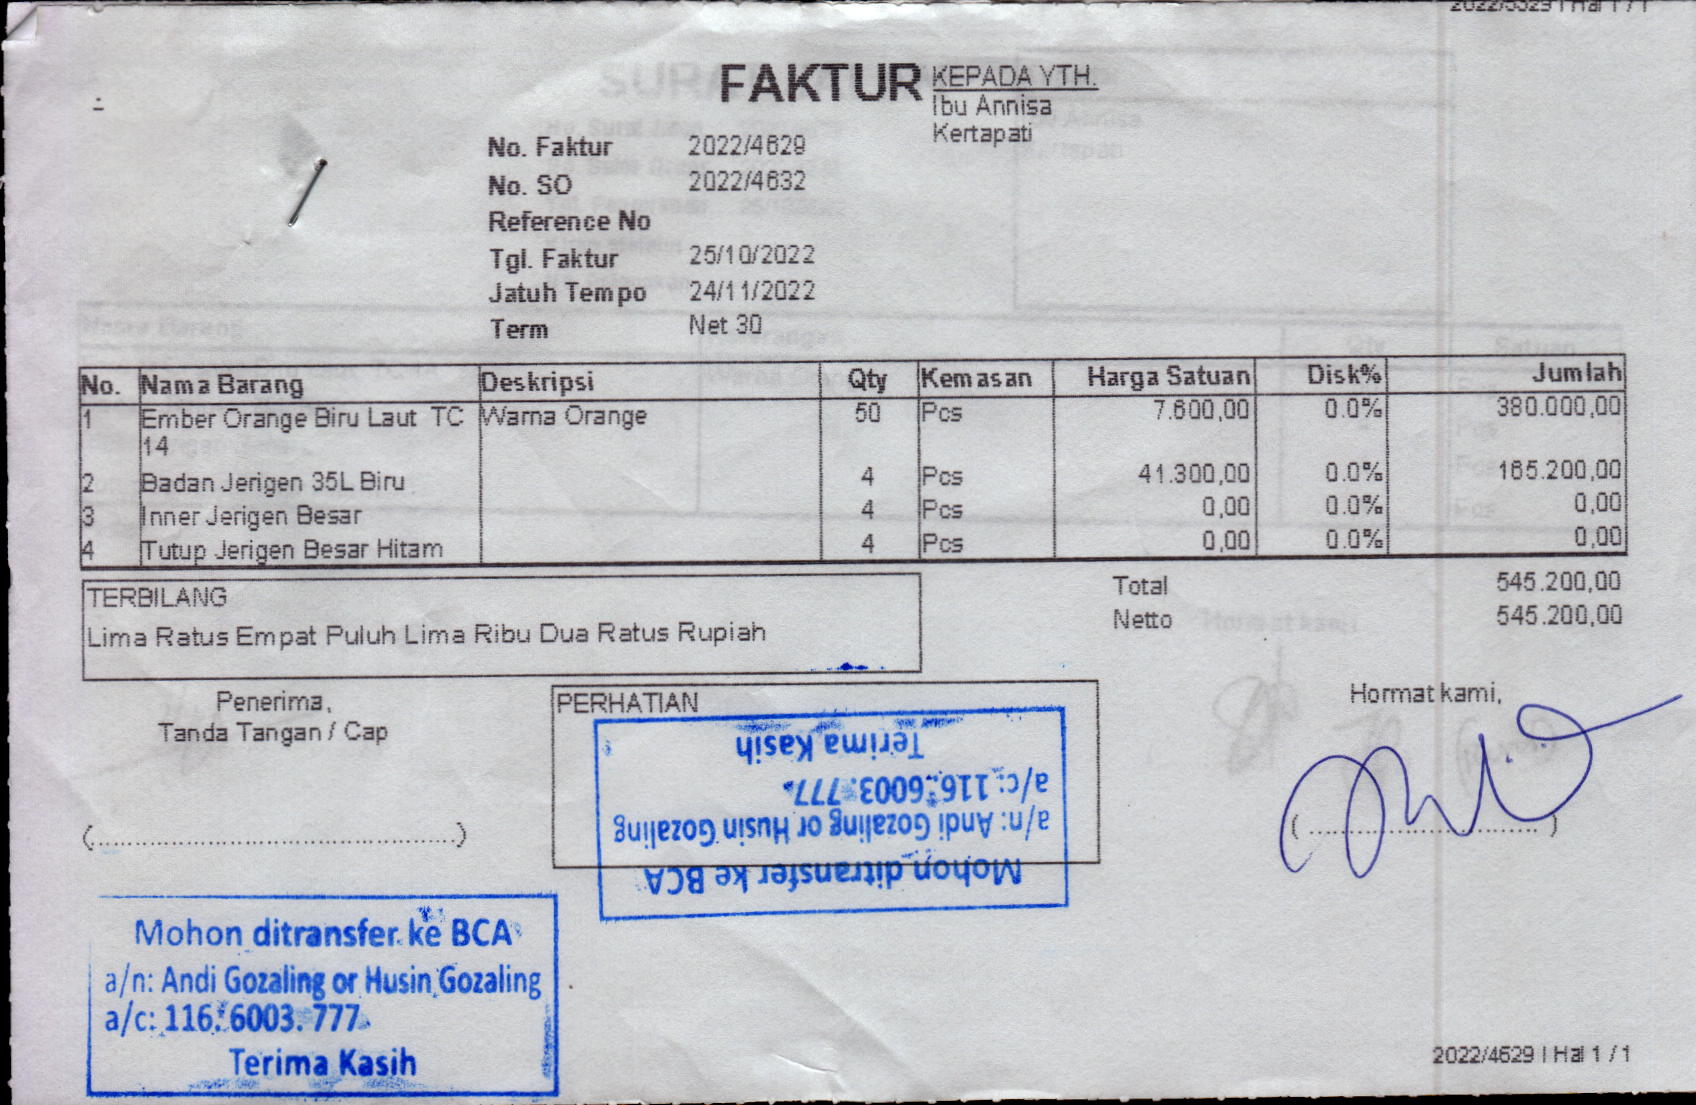 2022/5529 | Hal 1 / 1
FAKTUR
KEPADA YTH.
Ibu Annisa
Kertapati
No. Faktur 2022/4629
No. SO 2022/4632
Reference No
Tgl. Faktur 25/10/2022
Jatuh Tempo 24/11/2022
Term Net 30
No. Nama Barang Deskripsi Qty Kemasan Harga Satuan Disk% Jumlah
1 Ember Orange Biru Laut TC 14 Warna Orange 50 Pcs 7.600,00 0.0% 380.000,00
2 Badan Jerigen 35L Biru 4 Pcs 41.300,00 0.0% 165.200,00
3 Inner Jerigen Besar 4 Pcs 0,00 0.0% 0,00
4 Tutup Jerigen Besar Hitam 4 Pcs 0,00 0.0% 0,00
TERBILANG
Lima Ratus Empat Puluh Lima Ribu Dua Ratus Rupiah
Total 545.200,00
Netto 545.200,00
Penerima,
Tanda Tangan / Cap
(..........................................)
PERHATIAN
Mohon ditransfer ke BCA
a/n: Andi Gozaling or Husin Gozaling
a/c: 116. 6003. 777.
Terima Kasih
Hormat kami,
(..........................................)
Mohon ditransfer ke BCA
a/n: Andi Gozaling or Husin Gozaling
a/c: 116. 6003. 777.
Terima Kasih
2022/4629 | Hal 1 / 1